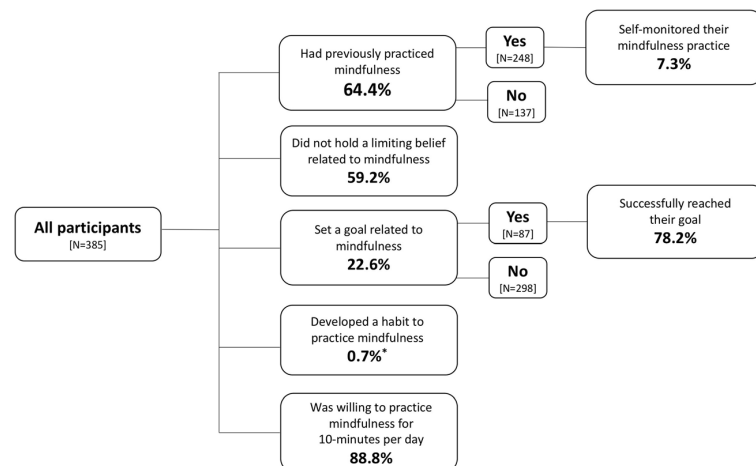 All participants
[N=385]
Had previously practiced
mindfulness
64.4%
Yes
[N=248]
Self-monitored their
mindfulness practice
7.3%
No
[N=137]
Did not hold a limiting belief
related to mindfulness
59.2%
Set a goal related to
mindfulness
22.6%
Yes
[N=87]
Successfully reached
their goal
78.2%
No
[N=298]
Developed a habit to
practice mindfulness
0.7%*
Was willing to practice
mindfulness for
10-minutes per day
88.8%